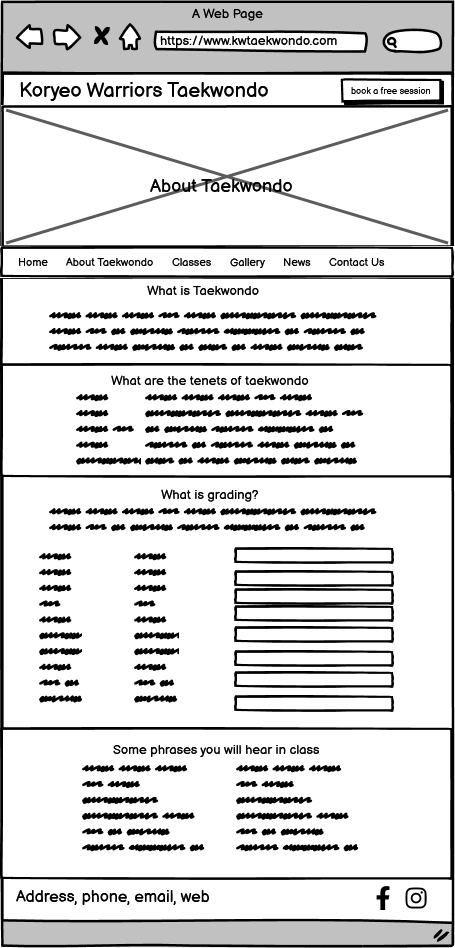 A Web Page
https://www.kwtaekwondo.com
Koryeo Warriors Taekwondo
book a free session
About Taekwondo
Home About Taekwondo Classes Gallery News Contact Us
What is Taekwondo
What are the tenets of taekwondo
What is grading?
Some phrases you will hear in class
Address, phone, email, web